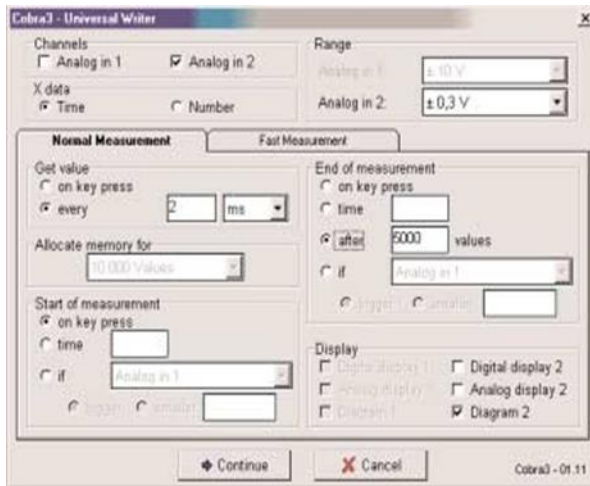 Cobra3 - Universal Writer
Channels
Analog in 1
Analog in 2
X data
Time
Number
Range
Analog in 1:
± 10 V
Analog in 2:
± 0,3 V
Normal Measurement
Fast Measurement
Get value
on key press
every 2 ms
Allocate memory for
10 000 Values
Start of measurement
on key press
time
if Analog in 1
bigger smaller
End of measurement
on key press
time
after 5000 values
if Analog in 1
bigger smaller
Display
Digital display 1
Digital display 2
Analog display 1
Analog display 2
Diagram 1
Diagram 2
Continue
Cancel
Cobra3 - 01.11